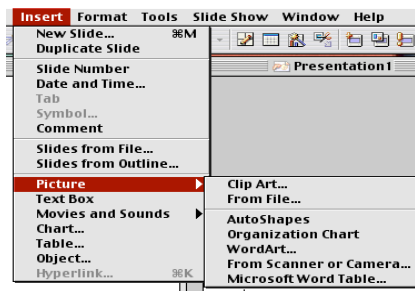 Insert Format Tools Slide Show Window Help
New Slide... ⌘M
Duplicate Slide
Presentation1
Slide Number
Date and Time...
Tab
Symbol...
Comment
Slides from File...
Slides from Outline...
Picture
Text Box
Movies and Sounds
Chart...
Table...
Object...
Hyperlink... ⌘K
Clip Art...
From File...
AutoShapes
Organization Chart
WordArt...
From Scanner or Camera...
Microsoft Word Table...